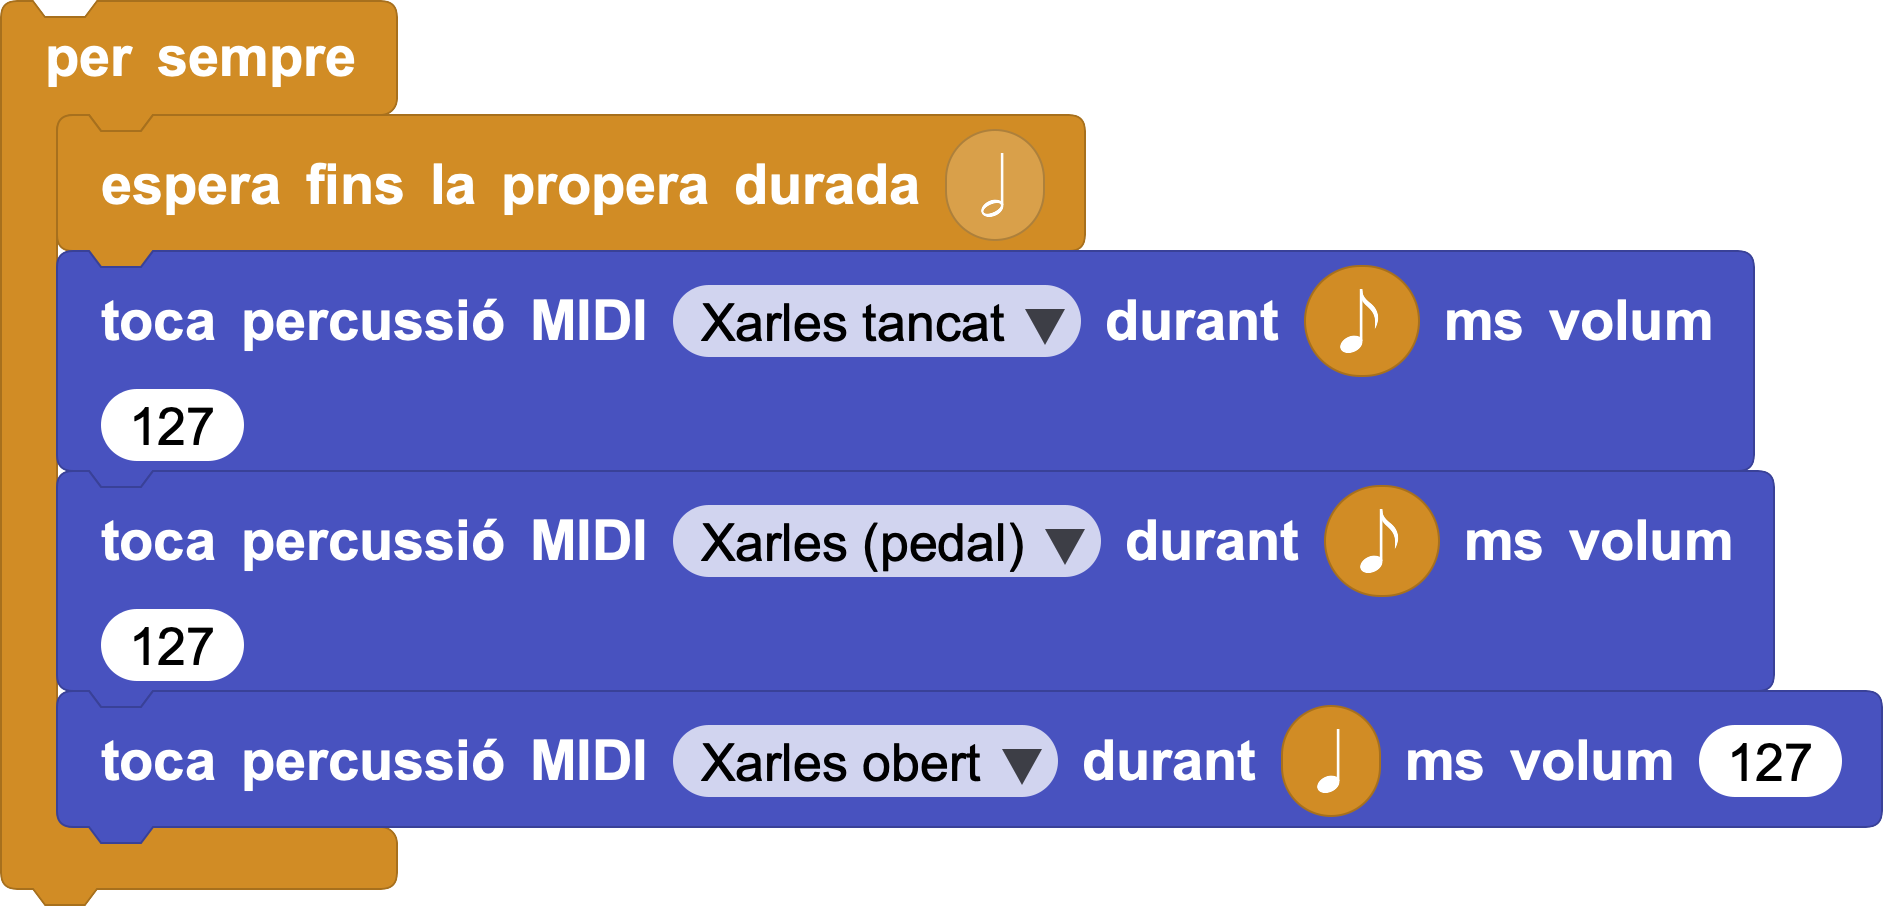 per sempre
espera fins la propera durada
toca percussió MIDI Xarles tancat durant ms volum
127
toca percussió MIDI Xarles (pedal) durant ms volum
127
toca percussió MIDI Xarles obert durant ms volum 127